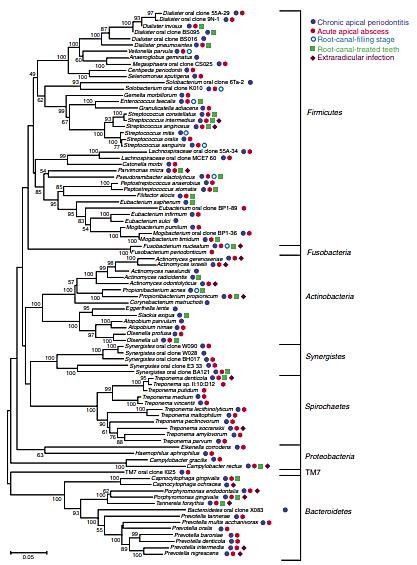 Chronic apical periodontitis
Acute apical abscess
Root-canal-filling stage
Root-canal-treated teeth
Extraradicular infection
Dialister oral clone 55A-29
Dialister oral clone 9N-1
Dialister invisus
Dialister oral clone BS095
Dialister oral clone BS016
Dialister pneumosintes
Veillonella parvula
Anaeroglobus geminatus
Megasphaera oral clone CS025
Centipeda periodontii
Selenomonas sputigena
Solobacterium oral clone 6Ta-2
Solobacterium oral clone K010
Gemella morbillorum
Enterococcus faecalis
Granulicatella adiacens
Streptococcus constellatus
Streptococcus intermedius
Streptococcus anginosus
Streptococcus mitis
Streptococcus oralis
Streptococcus sanguinis
Firmicutes
Lachnospiraceae oral clone 55A-34
Lachnospiraceae oral clone MCE7 60
Catonella morbi
Parvimonas micra
Pseudoramibacter alactolyticus
Peptostreptococcus anaerobius
Peptostreptococcus stomatis
Filifactor alocis
Eubacterium saphenum
Eubacterium oral clone BP1-89
Eubacterium infirmum
Eubacterium sulci
Mogibacterium pumilum
Mogibacterium oral clone BP1-36
Mogibacterium timidum
Fusobacterium nucleatum
Fusobacterium periodonticum
Fusobacteria
Actinomyces gerencseriae
Actinomyces israelii
Actinomyces naeslundii
Actinomyces radicidentis
Actinomyces odontolyticus
Propionibacterium acnes
Propionibacterium propionicum
Corynebacterium matruchotii
Actinobacteria
Eggerthella lenta
Slackia exigua
Atopobium parvulum
Atopobium rimae
Olsenella profusa
Olsenella uli
Synergistes oral clone W090
Synergistes oral clone W028
Synergistes oral clone BH017
Synergistes oral clone E3 33
Synergistes oral clone BA121
Synergistes
Treponema denticola
Treponema sp. II:10:D12
Treponema putidum
Treponema medium
Treponema vincentii
Treponema lecithinolyticum
Treponema maltophilum
Treponema pectinovorum
Treponema socranskii
Treponema amylovorum
Treponema parvum
Spirochaetes
Eikenella corrodens
Haemophilus aphrophilus
Campylobacter gracilis
Campylobacter rectus
Proteobacteria
TM7 oral clone I025
TM7
Capnocytophaga gingivalis
Capnocytophaga ochracea
Porphyromonas endodontalis
Porphyromonas gingivalis
Tannerella forsythia
Bacteroidetes oral clone X083
Prevotella tannerae
Prevotella multisaccharivorax
Prevotella oralis
Prevotella baroniae
Prevotella denticola
Prevotella intermedia
Prevotella nigrescens
Bacteroidetes
0.05